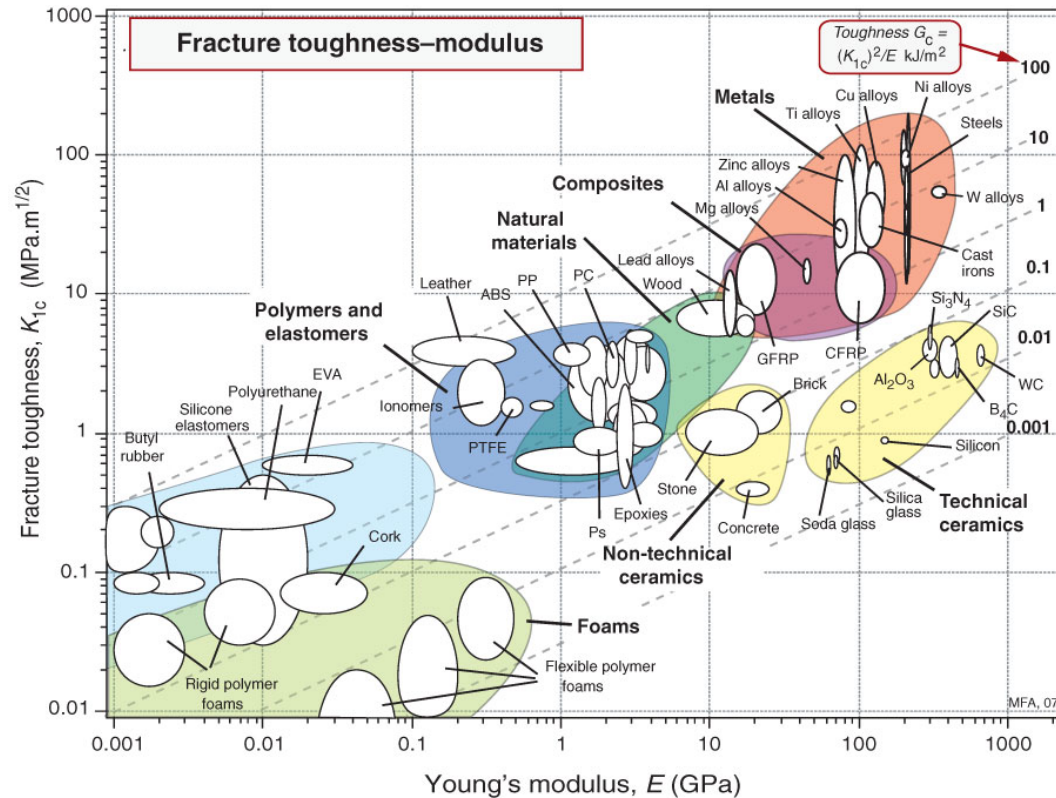 Fracture toughness–modulus
Toughness G_c =
(K_1c)^2/E kJ/m^2
Fracture toughness, K_1c (MPa.m^1/2)
1000
100
10
1
0.1
0.01
100
10
1
0.1
0.01
0.001
Metals
Ti alloys
Cu alloys
Ni alloys
Steels
Zinc alloys
Al alloys
Mg alloys
W alloys
Cast
irons
Composites
Natural
materials
Lead alloys
Wood
GFRP
CFRP
Polymers and
elastomers
Leather
ABS
PP
PC
Ionomers
PTFE
Ps
Epoxies
EVA
Polyurethane
Silicone
elastomers
Butyl
rubber
Cork
Si3N4
SiC
Al2O3
WC
B4C
Silicon
Silica
glass
Soda glass
Technical
ceramics
Brick
Stone
Concrete
Non-technical
ceramics
Foams
Rigid polymer
foams
Flexible polymer
foams
MFA, 07
0.001
0.01
0.1
1
10
100
1000
Young's modulus, E (GPa)